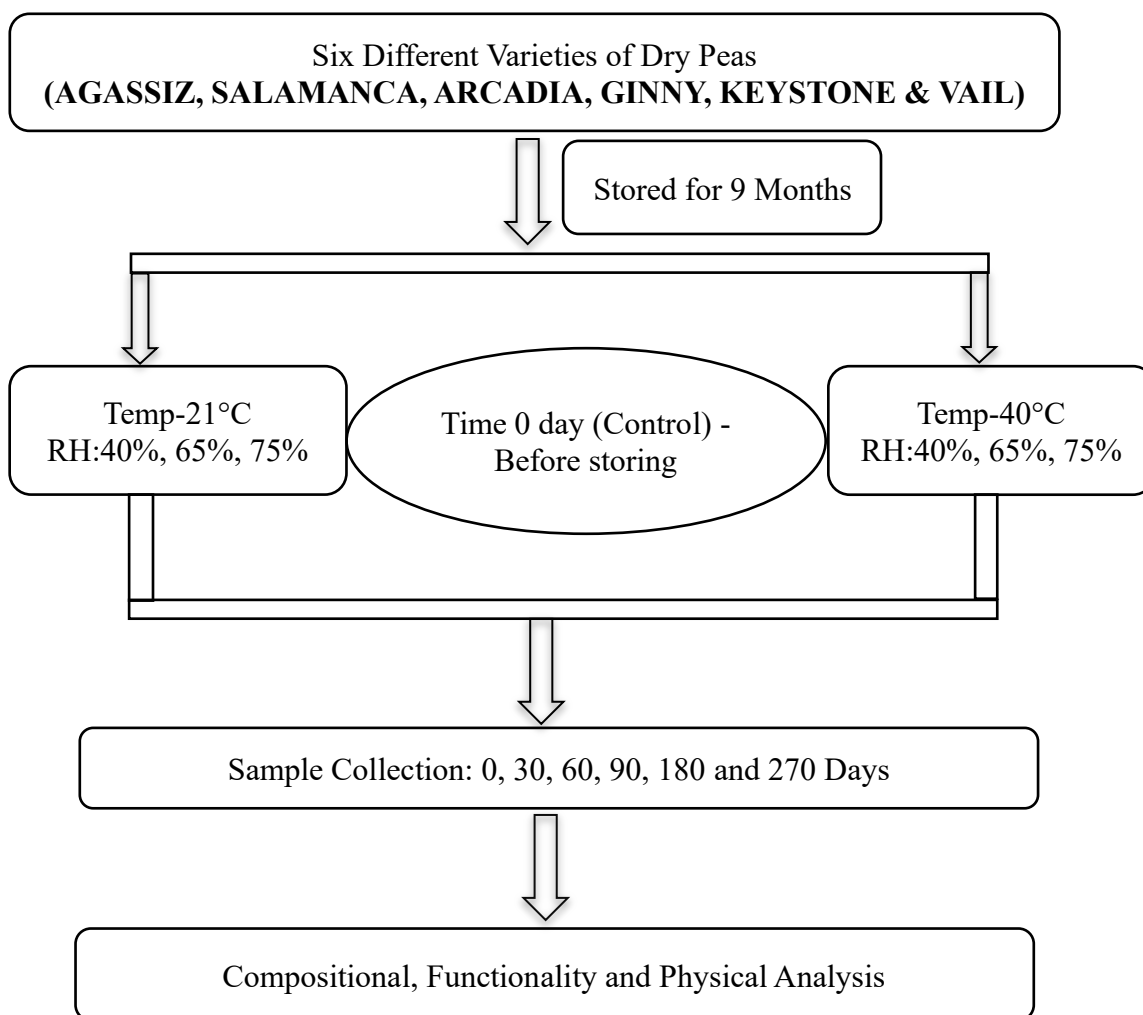 Six Different Varieties of Dry Peas
(AGASSIZ, SALAMANCA, ARCADIA, GINNY, KEYSTONE & VAIL)
Stored for 9 Months
Temp-21°C
RH:40%, 65%, 75%
Time 0 day (Control) -
Before storing
Temp-40°C
RH:40%, 65%, 75%
Sample Collection: 0, 30, 60, 90, 180 and 270 Days
Compositional, Functionality and Physical Analysis